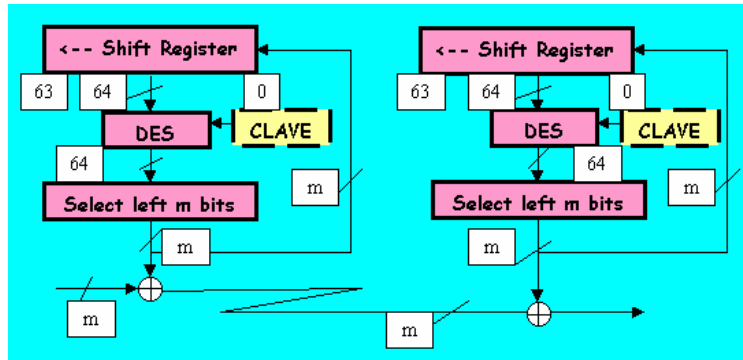 <-- Shift Register
63
64
0
DES
CLAVE
64
Select left m bits
m
m
m
<-- Shift Register
63
64
0
DES
CLAVE
64
Select left m bits
m
m
m